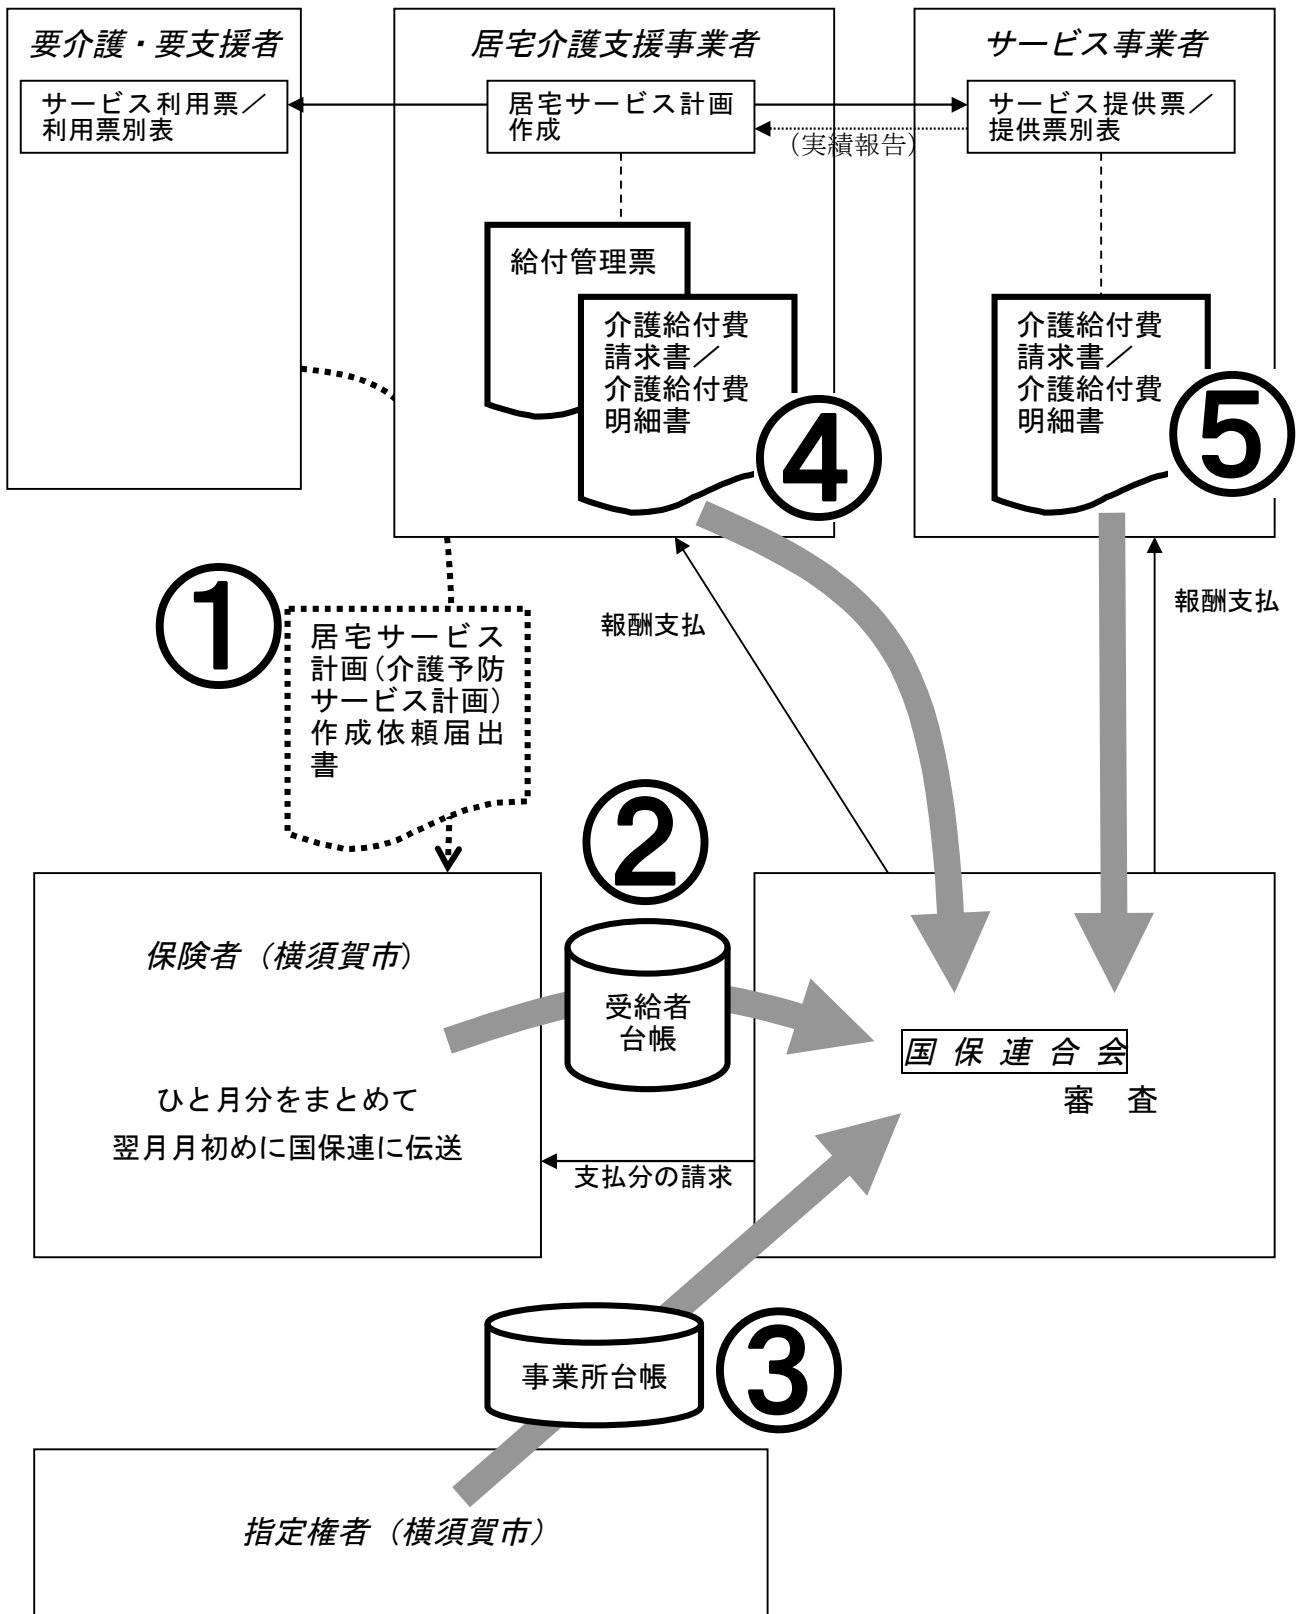 要介護・要支援者
サービス利用票／
利用票別表
居宅介護支援事業者
居宅サービス計画
作成
サービス事業者
サービス提供票／
提供票別表
（実績報告）
給付管理票
介護給付費
請求書／
介護給付費
明細書
④
介護給付費
請求書／
介護給付費
明細書
⑤
①
居宅サービス
計画（介護予防
サービス計画）
作成依頼届出
書
報酬支払
報酬支払
②
受給者
台帳
保険者（横須賀市）
ひと月分をまとめて
翌月月初めに国保連に伝送
国保連合会
審　査
支払分の請求
事業所台帳
③
指定権者（横須賀市）